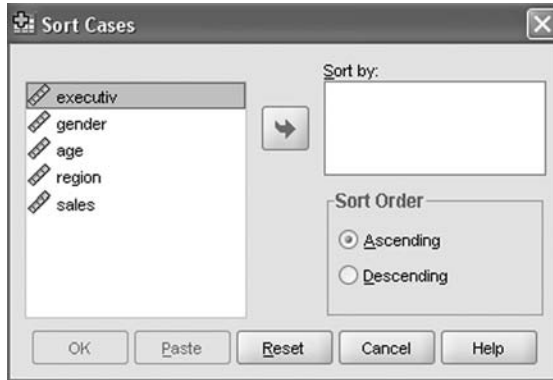 Sort Cases
executiv
gender
age
region
sales
Sort by:
Sort Order
Ascending
Descending
OK
Paste
Reset
Cancel
Help